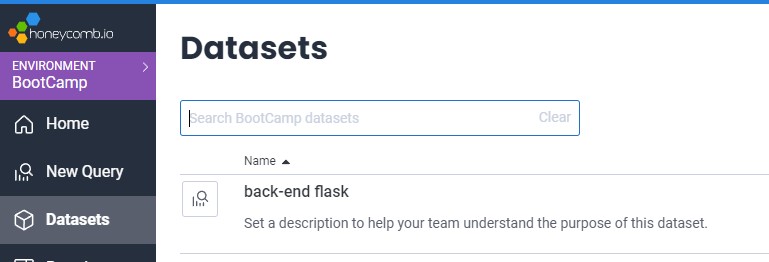 honeycomb.io
Datasets
ENVIRONMENT
BootCamp
Search BootCamp datasets Clear
Home
Name
New Query
back-end flask
Datasets
Set a description to help your team understand the purpose of this dataset.